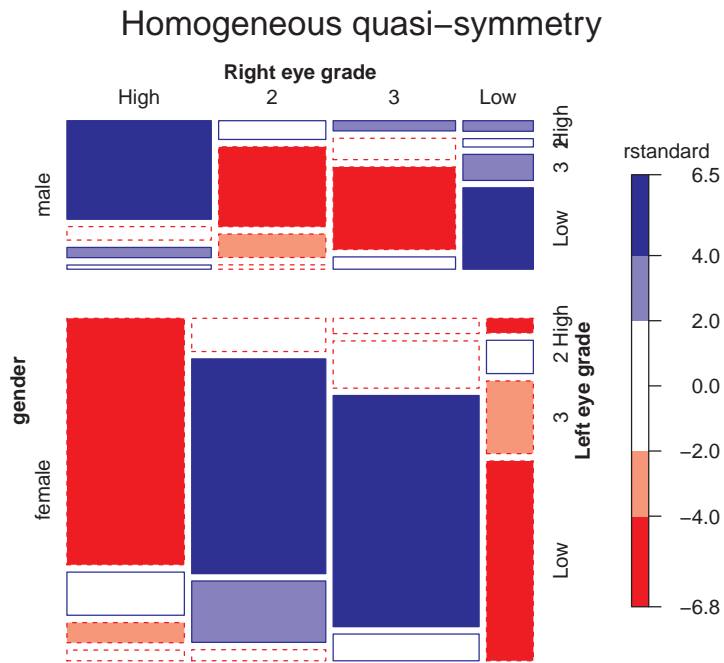 Homogeneous quasi−symmetry
Right eye grade
High 2 3 Low
gender
male
female
High
2
3
Low
High
2
3
Low
Left eye grade
rstandard
6.5
4.0
2.0
0.0
−2.0
−4.0
−6.8